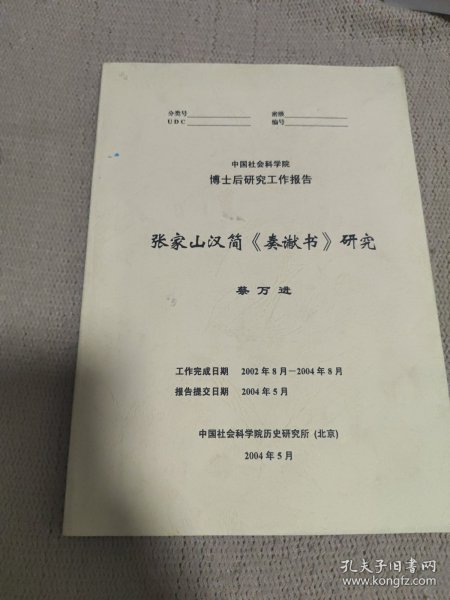 分类号 密级
UDC 编号
中国社会科学院
博士后研究工作报告
张家山汉简《奏谳书》研究
蔡万进
工作完成日期 2002年8月—2004年8月
报告提交日期 2004年5月
中国社会科学院历史研究所(北京)
2004年5月
孔夫子旧书网
www.kongfz.com